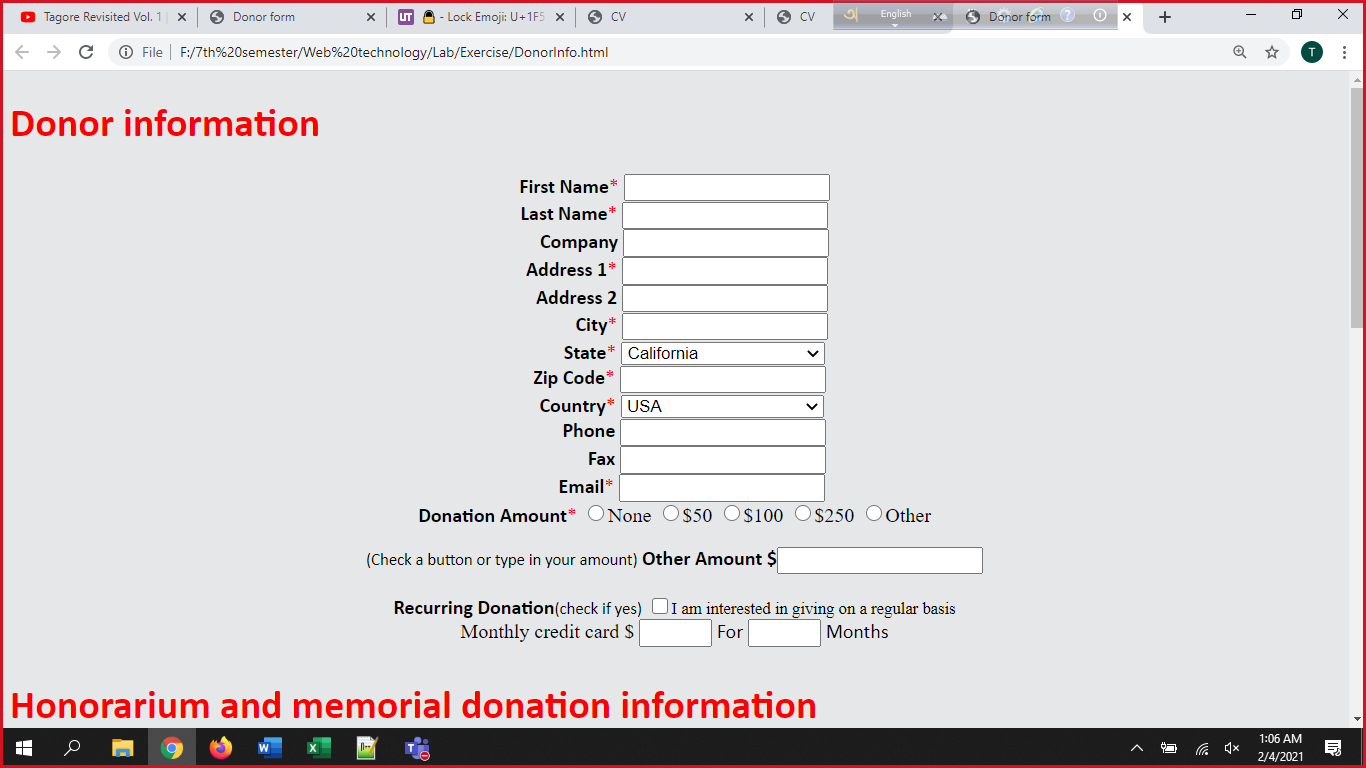 Tagore Revisited Vol. 1 |
Donor form
UT - Lock Emoji: U+1F5
CV
CV
অ English
Donor form
File F:/7th%20semester/Web%20technology/Lab/Exercise/DonorInfo.html
T
Donor information
First Name*
Last Name*
Company
Address 1*
Address 2
City*
State* California
Zip Code*
Country* USA
Phone
Fax
Email*
Donation Amount* None $50 $100 $250 Other
(Check a button or type in your amount) Other Amount $
Recurring Donation(check if yes) I am interested in giving on a regular basis
Monthly credit card $ For Months
Honorarium and memorial donation information
1:06 AM
2/4/2021